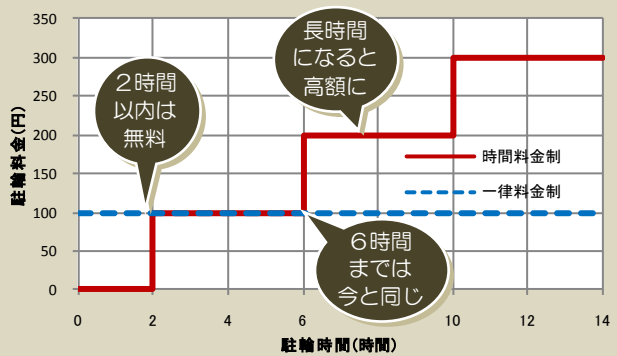 350
300
250
200
150
100
50
0
駐輪料金(円)
２時間
以内は
無料
長時間
になると
高額に
時間料金制
一律料金制
６時間
までは
今と同じ
0 2 4 6 8 10 12 14
駐輪時間(時間)